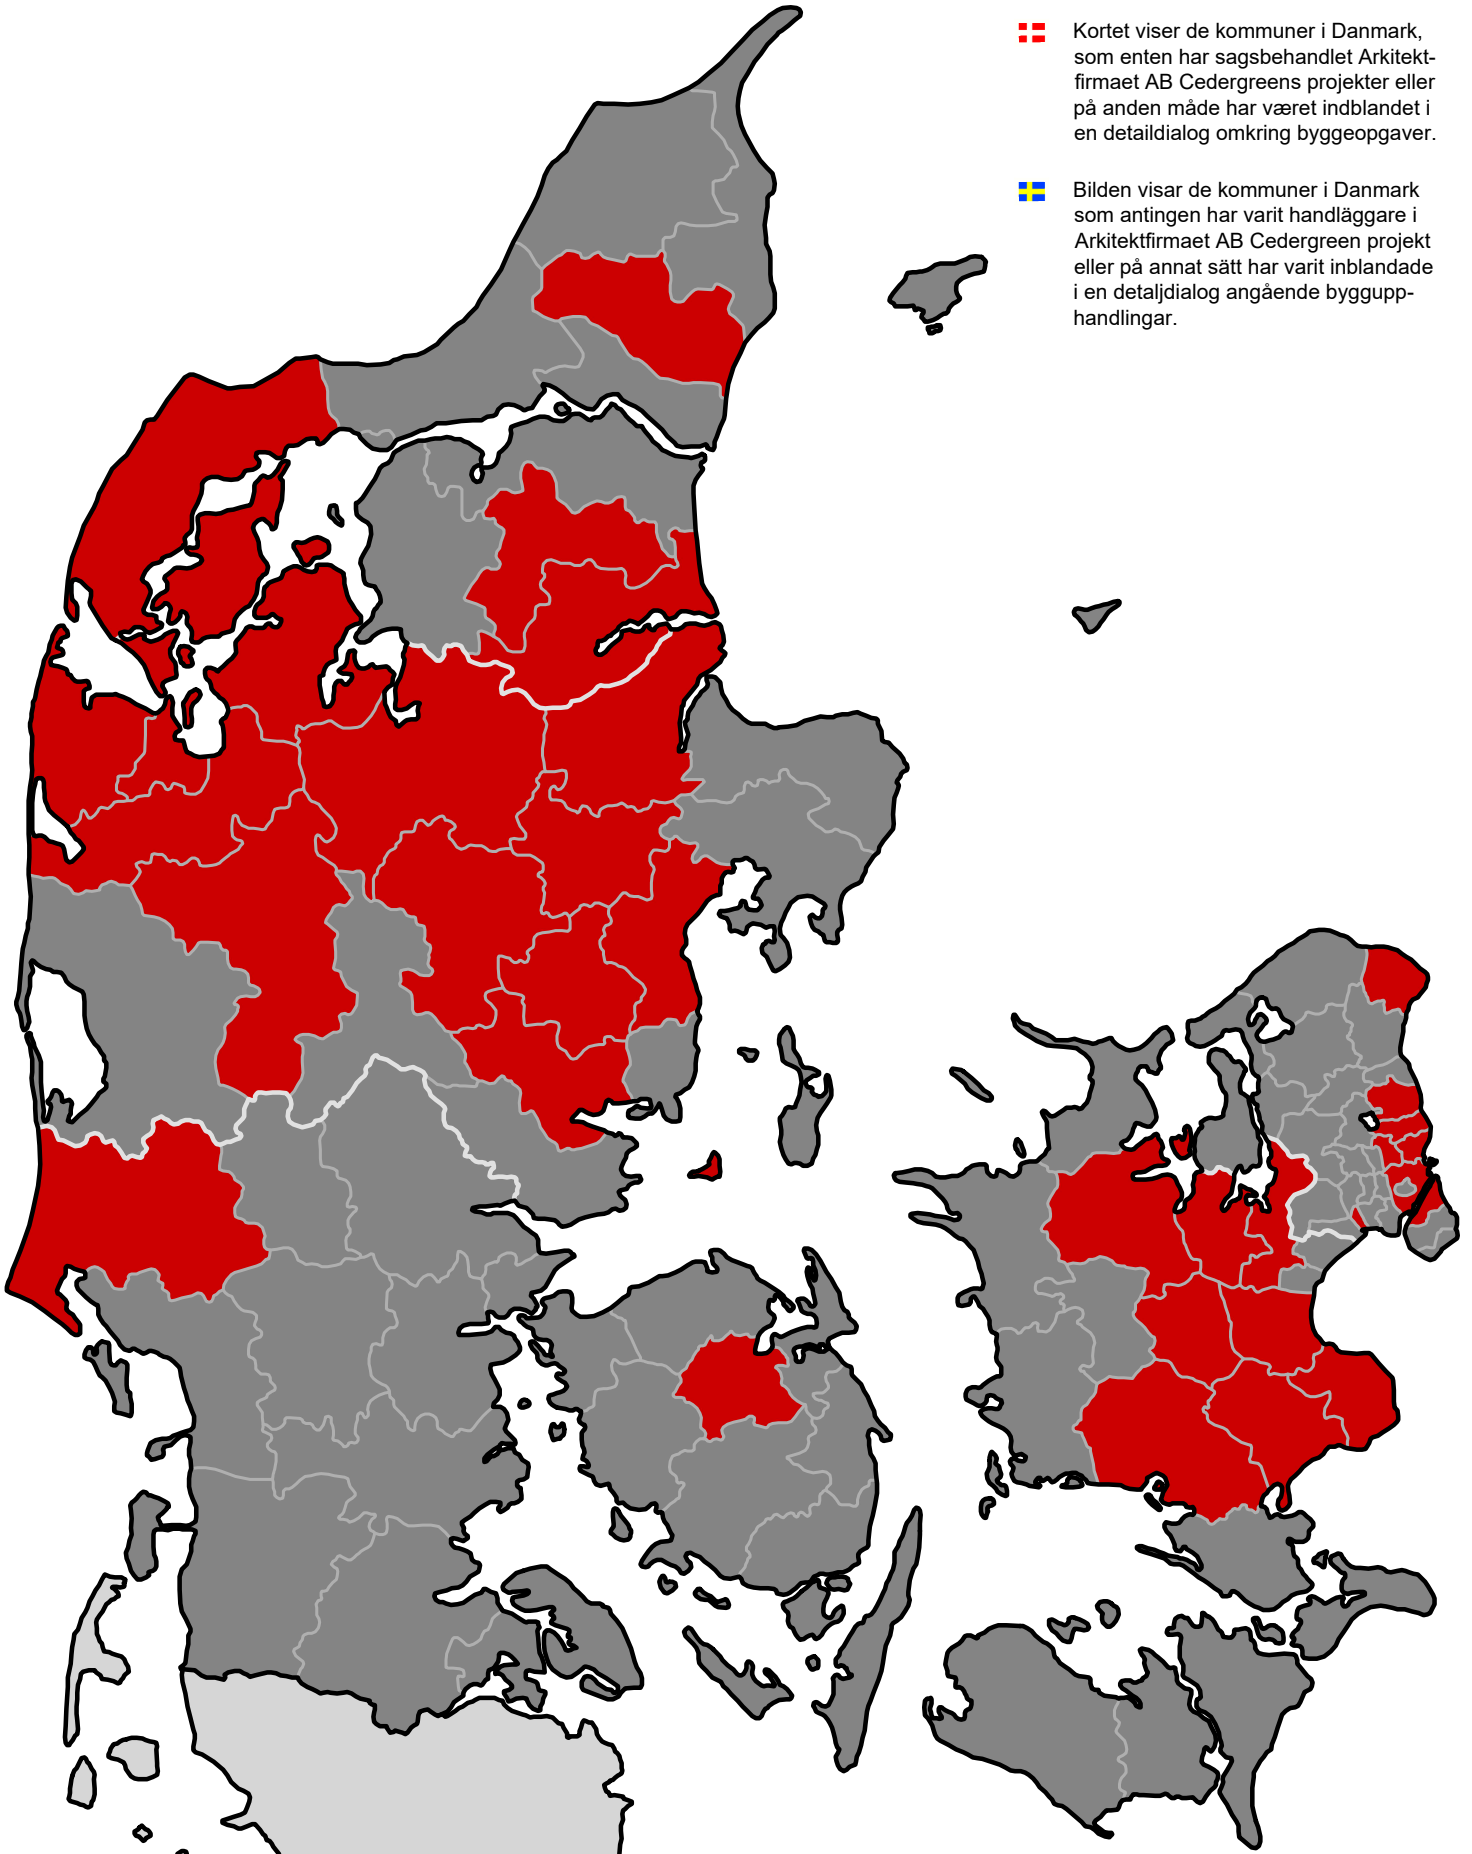 Kortet viser de kommuner i Danmark,
som enten har sagsbehandlet Arkitekt-
firmaet AB Cedergreens projekter eller
på anden måde har været indblandet i
en detaildialog omkring byggeopgaver.
Bilden visar de kommuner i Danmark
som antingen har varit handläggare i
Arkitektfirmaet AB Cedergreen projekt
eller på annat sätt har varit inblandade
i en detaljdialog angående byggupp-
handlingar.